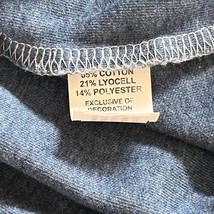 65% COTTON
21% LYOCELL
14% POLYESTER
EXCLUSIVE OF
DECORATION